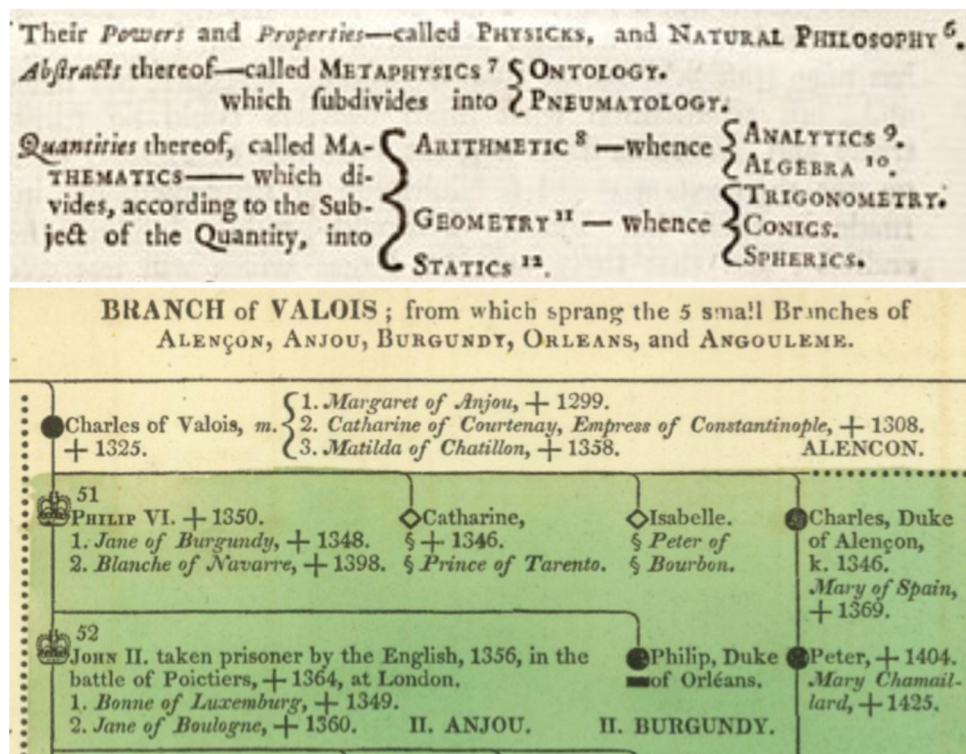 Their Powers and Properties—called PHYSICKS, and NATURAL PHILOSOPHY 6.
Abſtracts thereof—called METAPHYSICS 7 { ONTOLOGY.
which ſubdivides into { PNEUMATOLOGY.
Quantities thereof, called MA-
THEMATICS—— which di-
vides, according to the Sub-
ject of the Quantity, into
ARITHMETIC 8 —whence
ANALYTICS 9.
ALGEBRA 10.
GEOMETRY 11 — whence
TRIGONOMETRY.
CONICS.
SPHERICS.
STATICS 12.
BRANCH of VALOIS ; from which sprang the 5 small Branches of
ALENÇON, ANJOU, BURGUNDY, ORLEANS, and ANGOULEME.
Charles of Valois, m.
+ 1325.
1. Margaret of Anjou, + 1299.
2. Catharine of Courtenay, Empress of Constantinople, + 1308.
3. Matilda of Chatillon, + 1358.
ALENCON.
51
PHILIP VI. + 1350.
1. Jane of Burgundy, + 1348.
2. Blanche of Navarre, + 1398.
Catharine,
§ + 1346.
§ Prince of Tarento.
Isabelle.
§ Peter of
§ Bourbon.
Charles, Duke
of Alençon,
k. 1346.
Mary of Spain,
+ 1369.
52
JOHN II. taken prisoner by the English, 1356, in the
battle of Poictiers, + 1364, at London.
1. Bonne of Luxemburg, + 1349.
2. Jane of Boulogne, + 1360.
Philip, Duke
of Orléans.
Peter, + 1404.
Mary Chamail-
lard, + 1425.
II. ANJOU.
II. BURGUNDY.